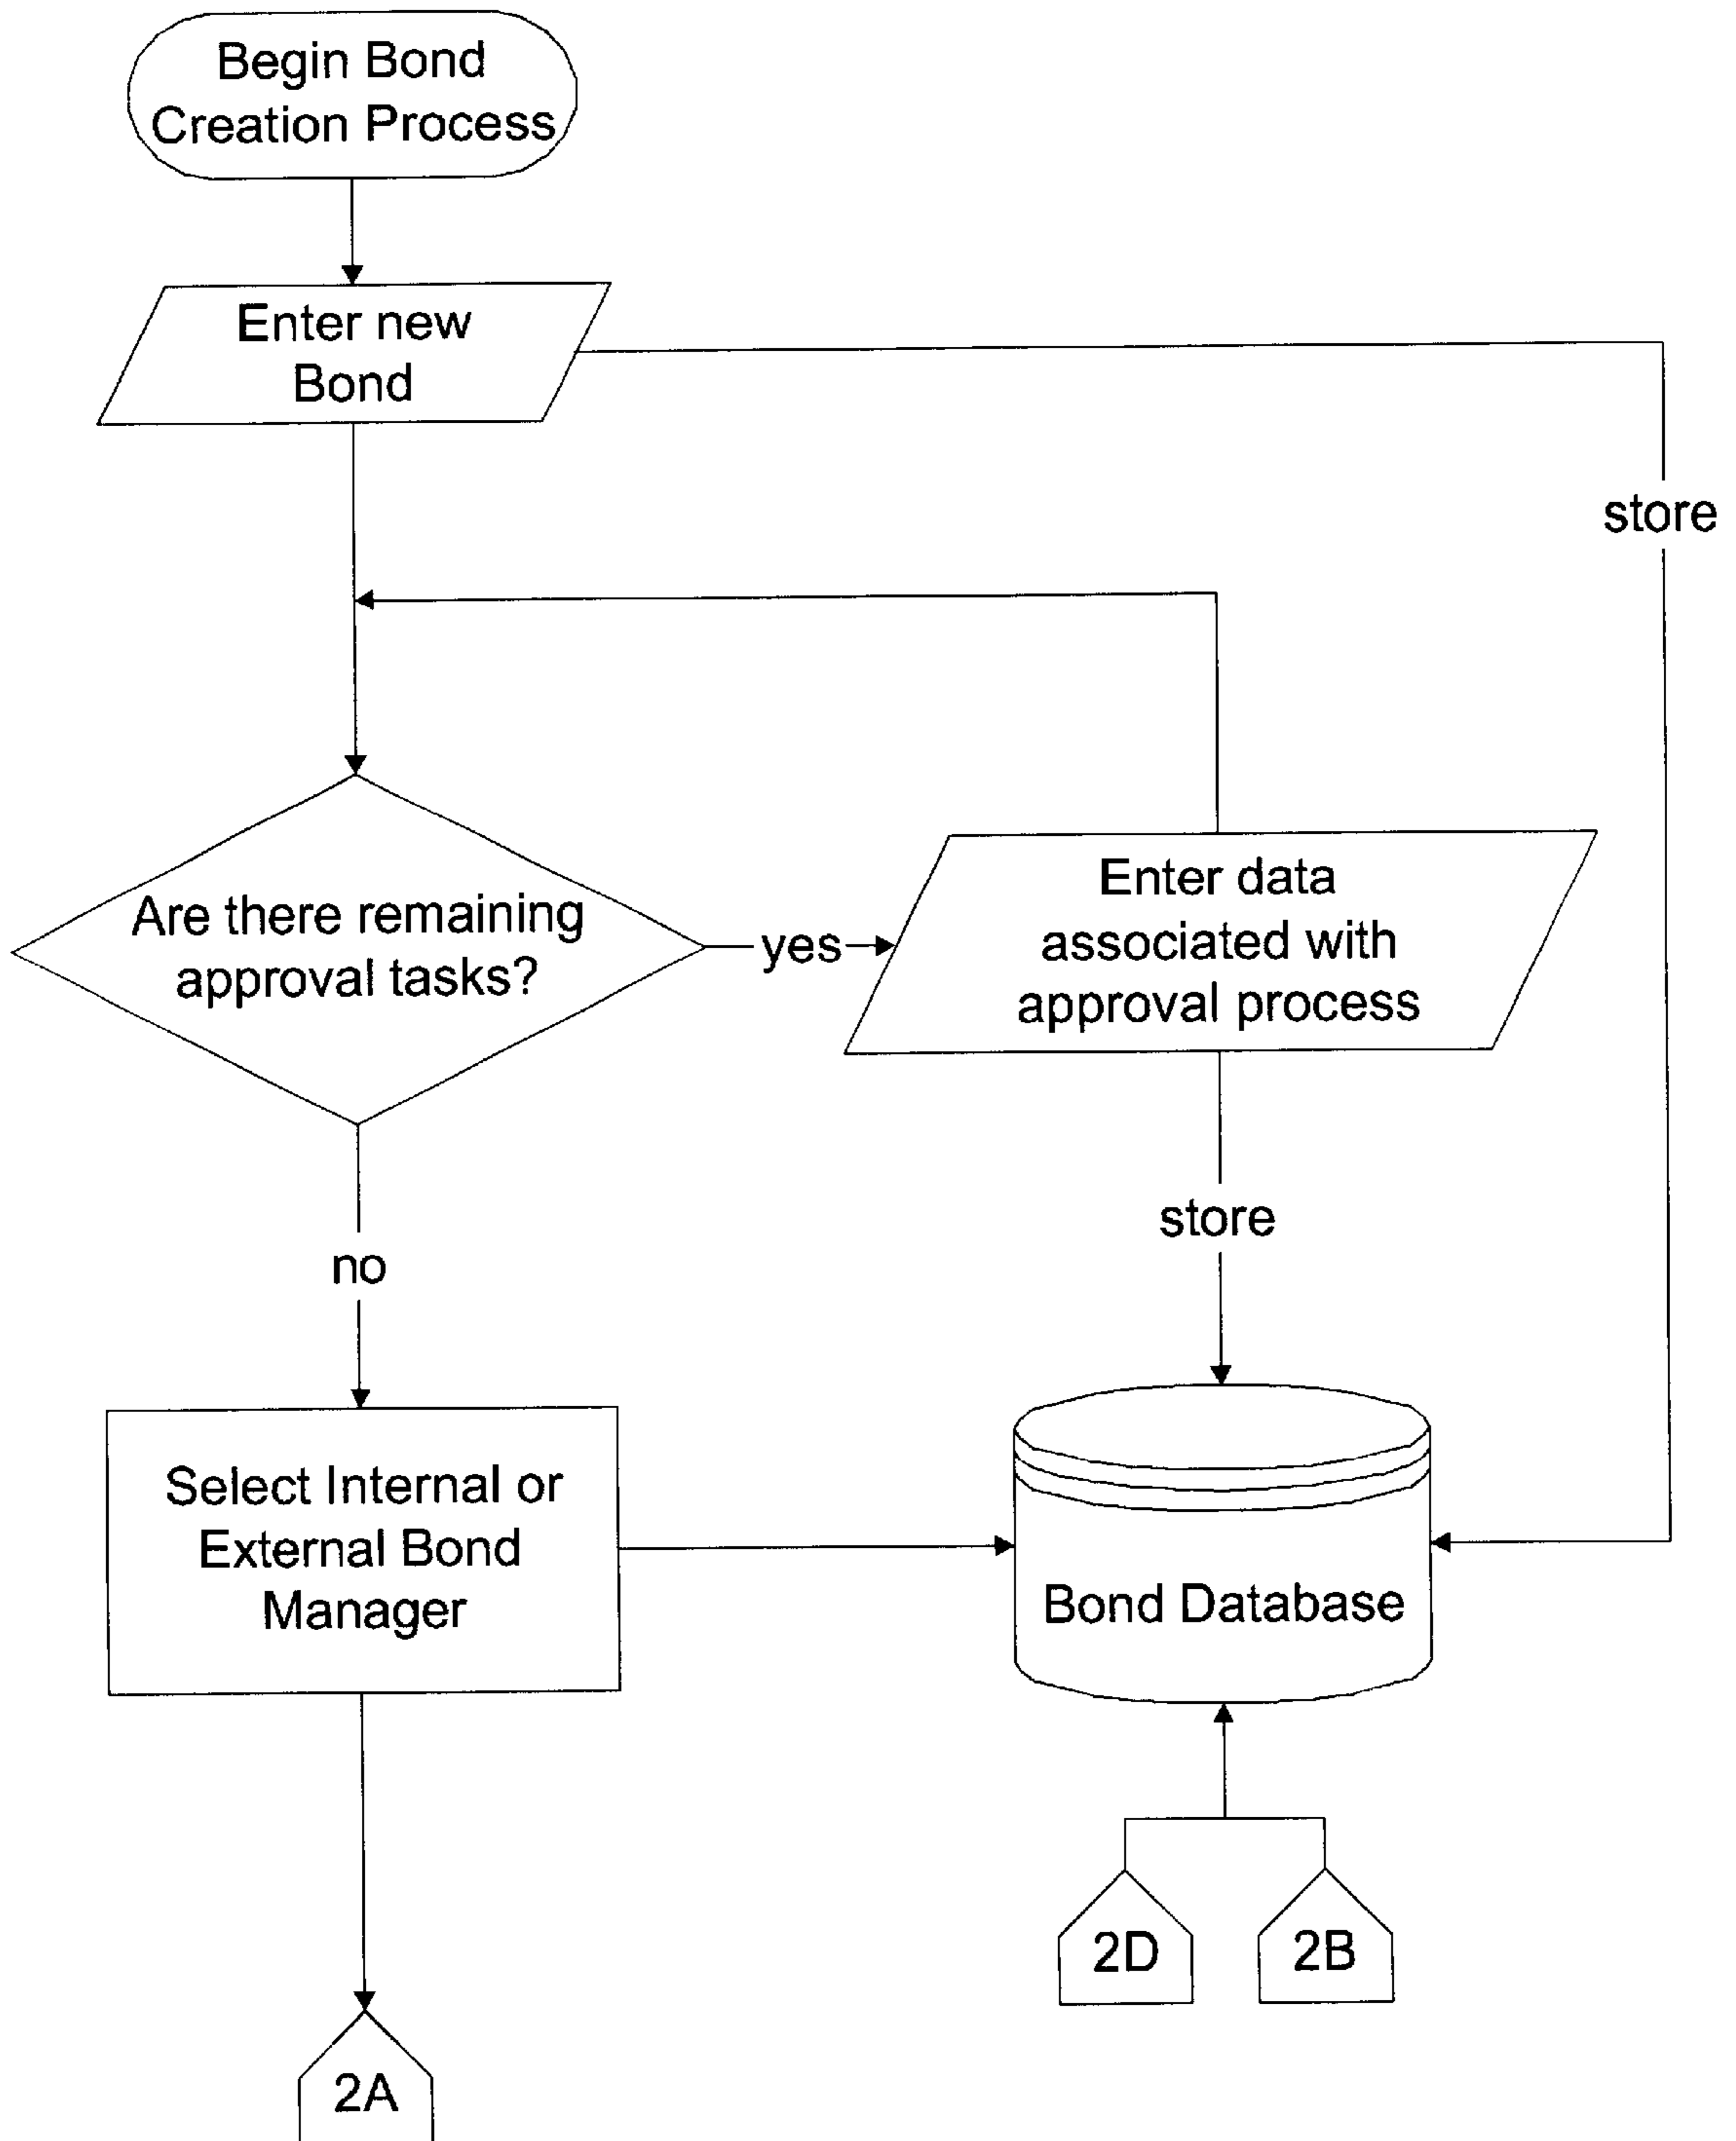 Begin Bond
Creation Process
Enter new
Bond
store
Are there remaining
approval tasks?
yes
Enter data
associated with
approval process
no
store
Select Internal or
External Bond
Manager
Bond Database
2D
2B
2A